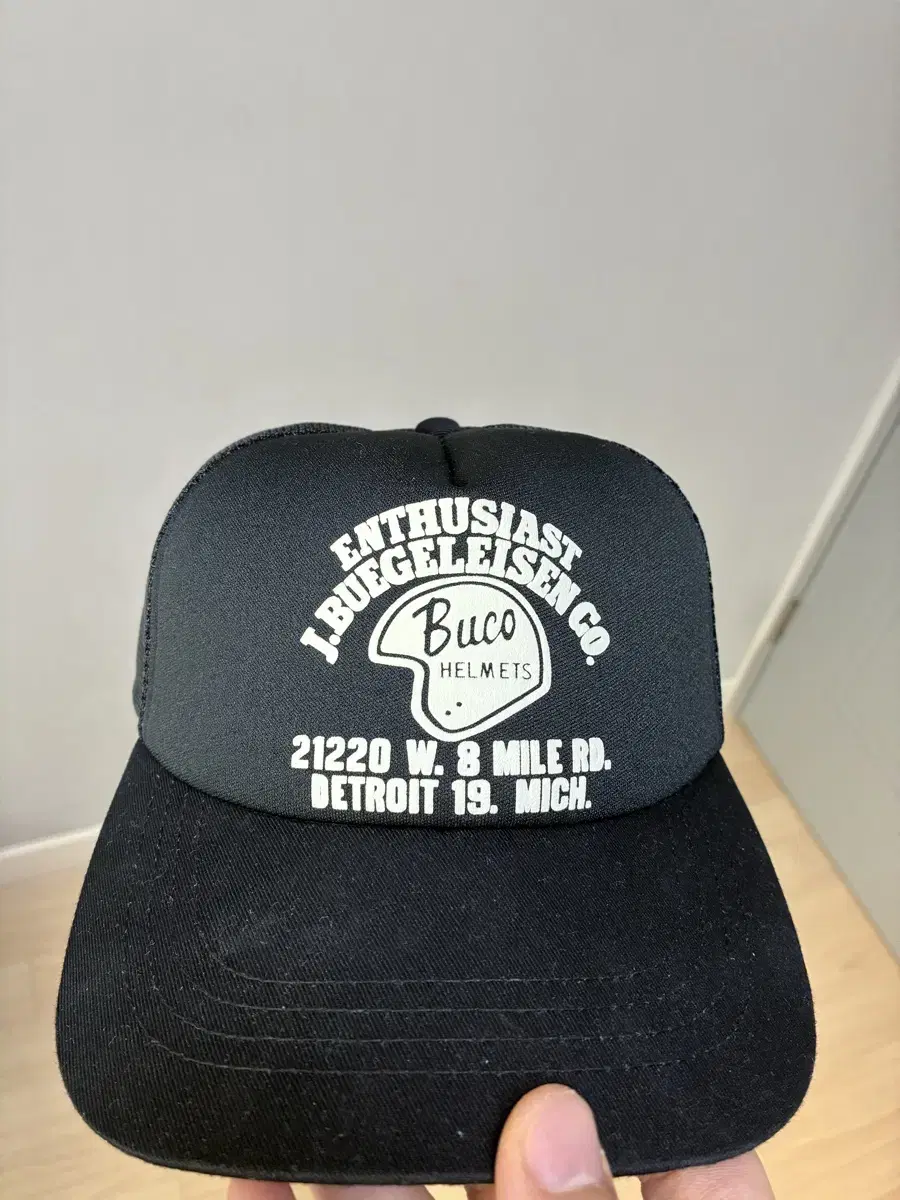 ENTHUSIAST
J.BUEGELEISEN CO.
Buco
HELMETS
21220 W. 8 MILE RD.
DETROIT 19. MICH.